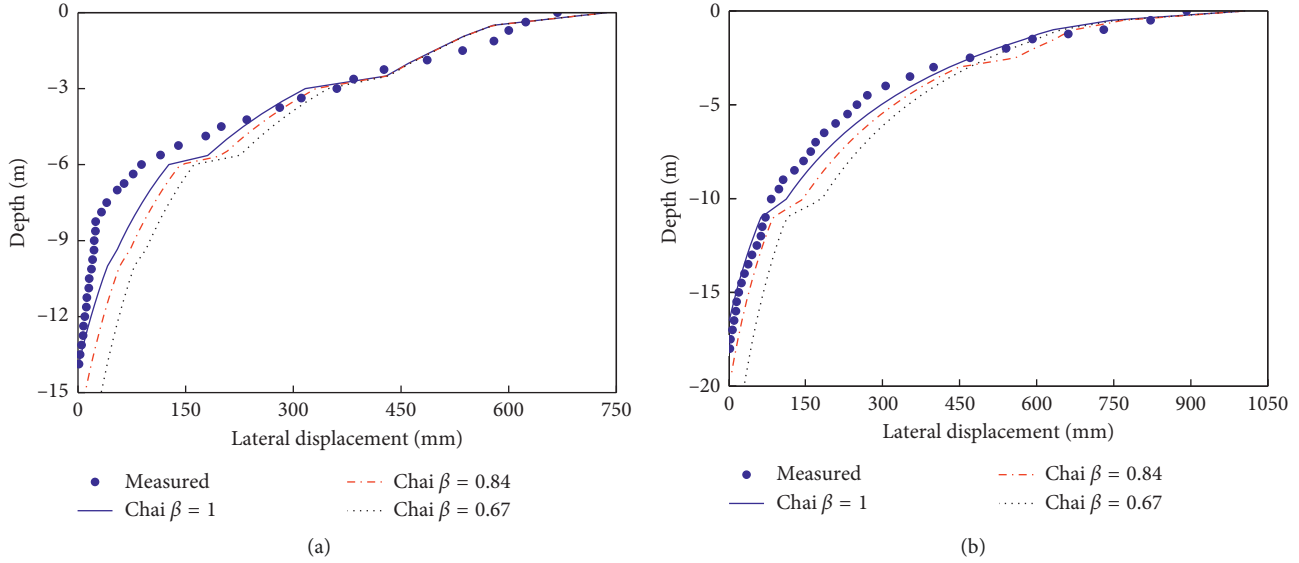 0
−3
−6
−9
−12
−15
Depth (m)
0 150 300 450 600 750
Lateral displacement (mm)
Measured
Chai β = 1
Chai β = 0.84
Chai β = 0.67
(a)
0
−5
−10
−15
−20
Depth (m)
0 150 300 450 600 750 900 1050
Lateral displacement (mm)
Measured
Chai β = 1
Chai β = 0.84
Chai β = 0.67
(b)